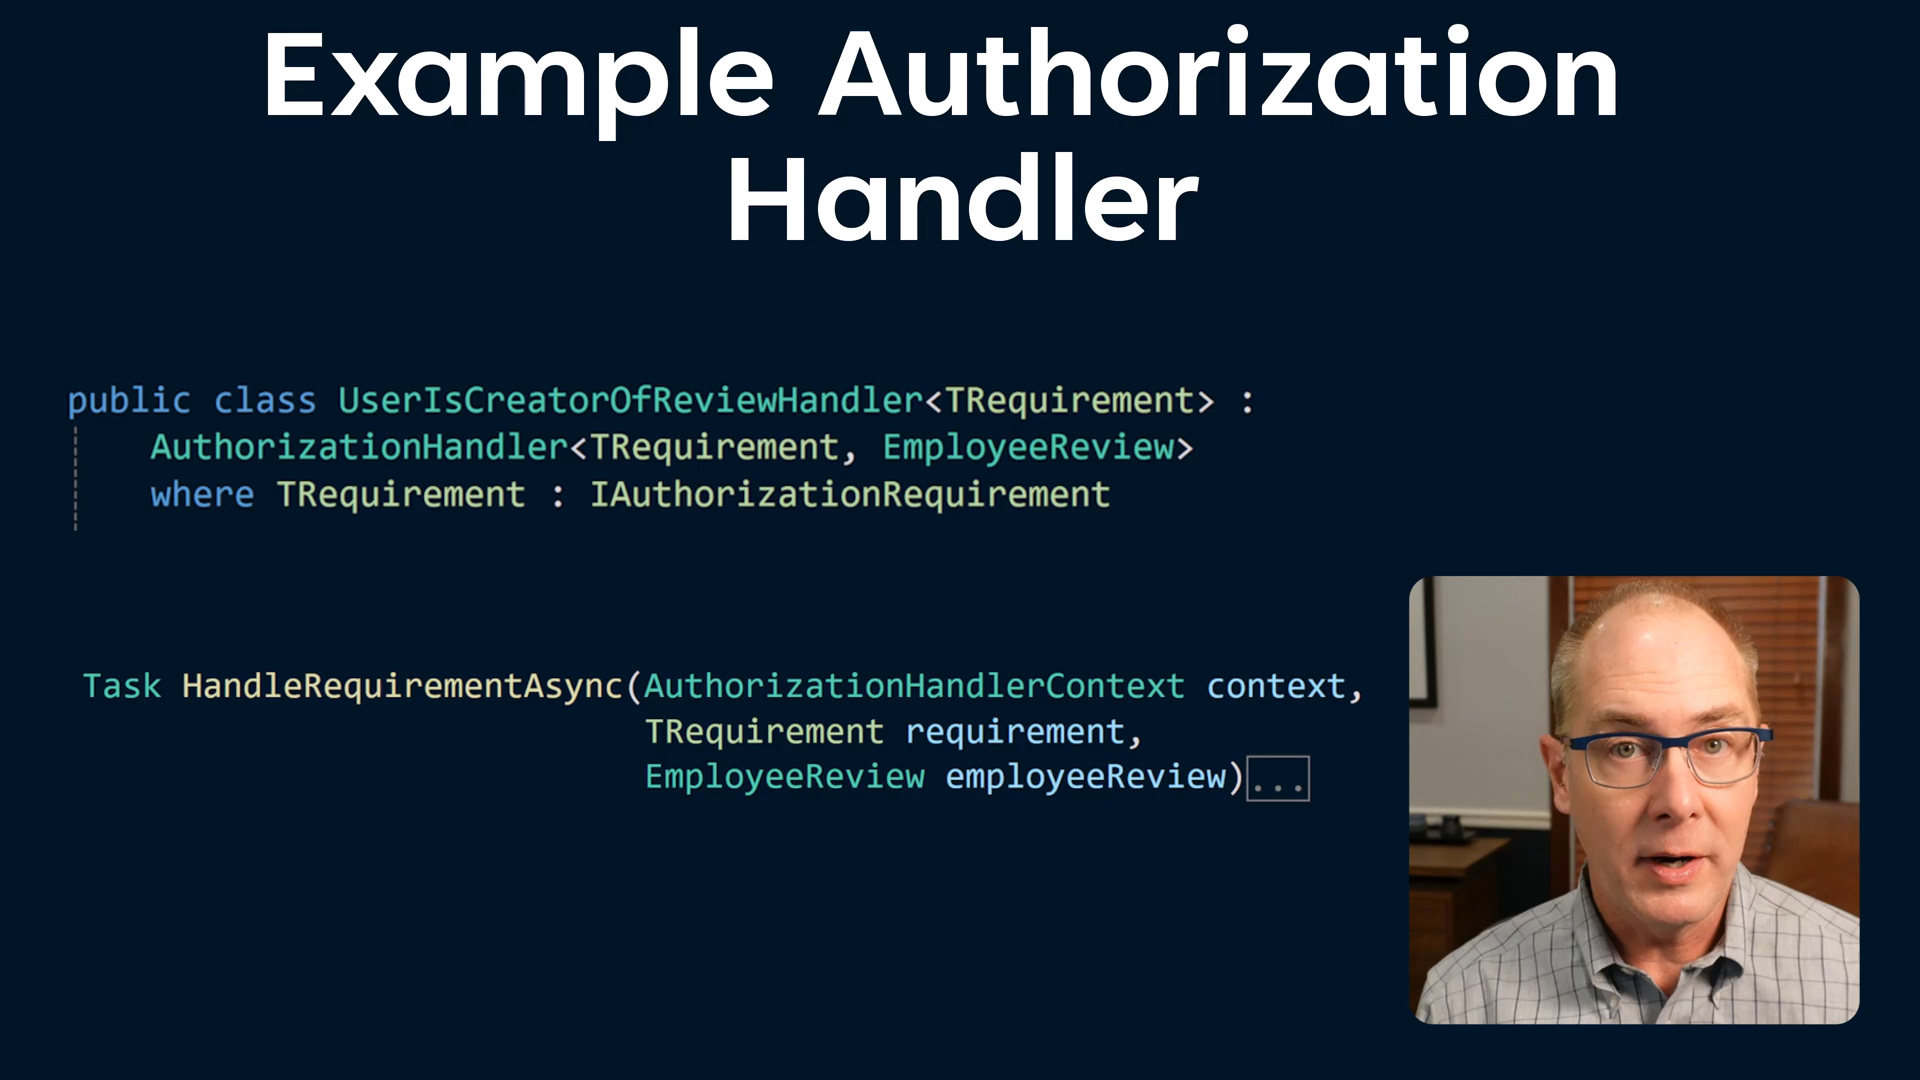 Example Authorization
Handler
public class UserIsCreatorOfReviewHandler<TRequirement> :
AuthorizationHandler<TRequirement, EmployeeReview>
where TRequirement : IAuthorizationRequirement
Task HandleRequirementAsync(AuthorizationHandlerContext context,
TRequirement requirement,
EmployeeReview employeeReview)...